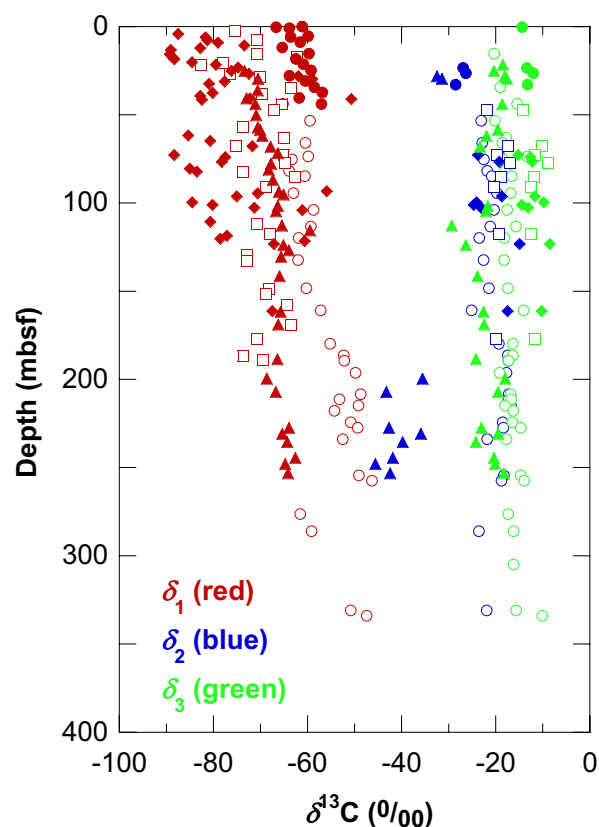 0
100
200
300
400
Depth (mbsf)
δ1 (red)
δ2 (blue)
δ3 (green)
-100 -80 -60 -40 -20 0
δ13C (0/00)